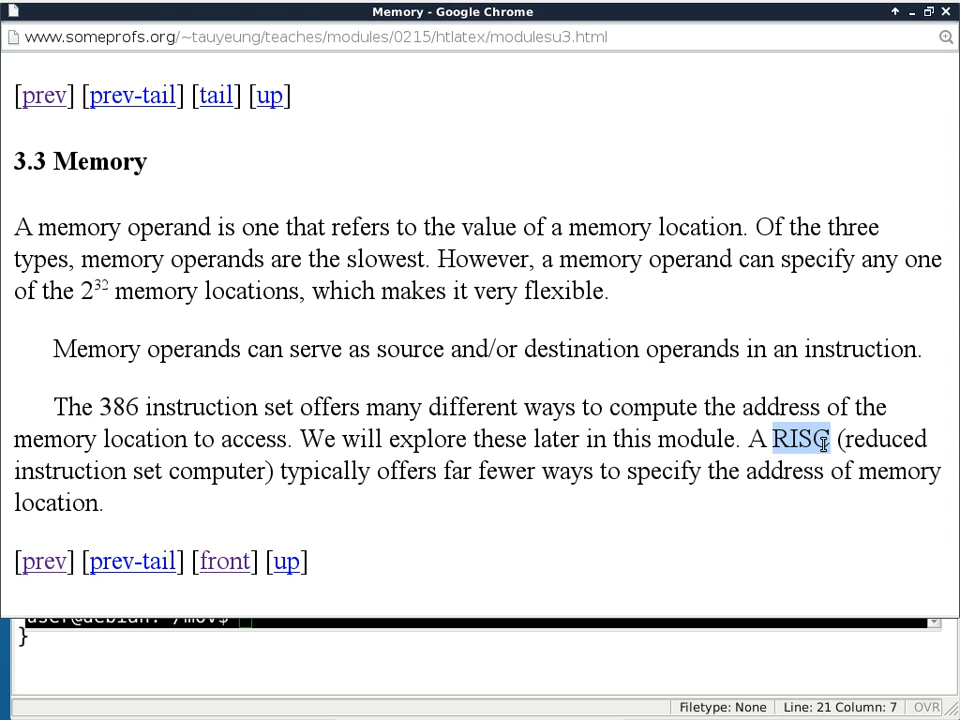 Memory - Google Chrome
www.someprofs.org/~tauyeung/teaches/modules/0215/htlatex/modulesu3.html
[prev] [prev-tail] [tail] [up]
3.3 Memory
A memory operand is one that refers to the value of a memory location. Of the three
types, memory operands are the slowest. However, a memory operand can specify any one
of the 2³² memory locations, which makes it very flexible.
Memory operands can serve as source and/or destination operands in an instruction.
The 386 instruction set offers many different ways to compute the address of the
memory location to access. We will explore these later in this module. A RISC (reduced
instruction set computer) typically offers far fewer ways to specify the address of memory
location.
[prev] [prev-tail] [front] [up]
user@debian:~/mov$
}
Filetype: None Line: 21 Column: 7 OVR